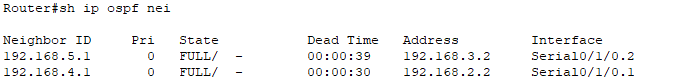 Router#sh ip ospf nei
Neighbor ID     Pri   State           Dead Time   Address         Interface
192.168.5.1       0   FULL/  -        00:00:39    192.168.3.2     Serial0/1/0.2
192.168.4.1       0   FULL/  -        00:00:30    192.168.2.2     Serial0/1/0.1